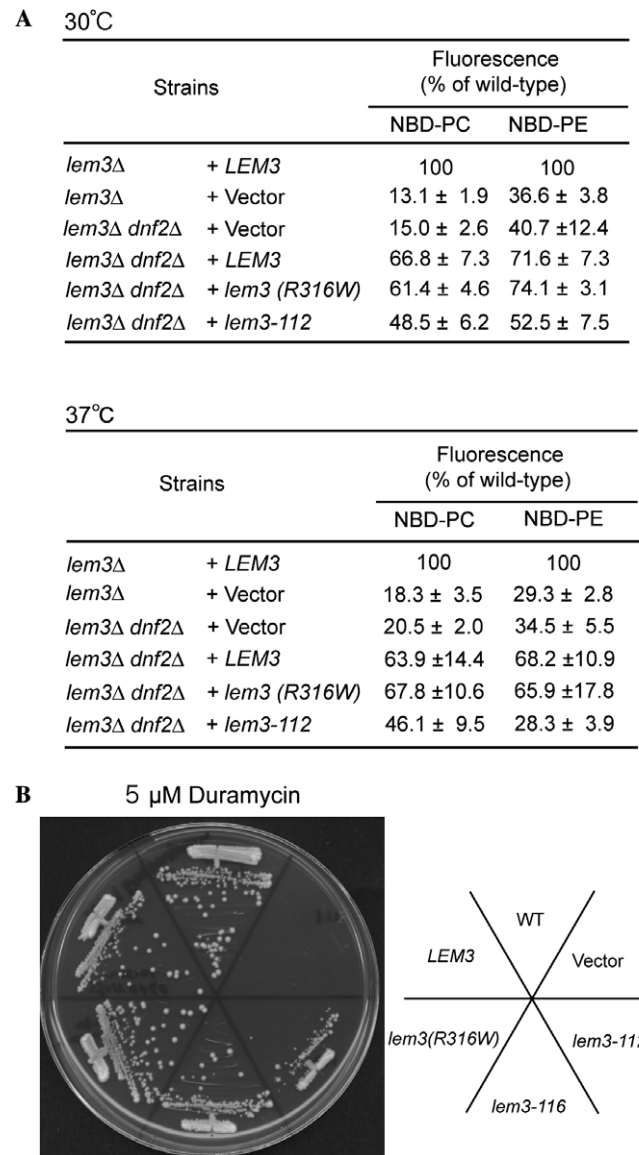 A 30°C
Strains Fluorescence (% of wild-type)
NBD-PC NBD-PE
lem3Δ + LEM3 100 100
lem3Δ + Vector 13.1 ± 1.9 36.6 ± 3.8
lem3Δ dnf2Δ + Vector 15.0 ± 2.6 40.7 ±12.4
lem3Δ dnf2Δ + LEM3 66.8 ± 7.3 71.6 ± 7.3
lem3Δ dnf2Δ + lem3 (R316W) 61.4 ± 4.6 74.1 ± 3.1
lem3Δ dnf2Δ + lem3-112 48.5 ± 6.2 52.5 ± 7.5
37°C
Strains Fluorescence (% of wild-type)
NBD-PC NBD-PE
lem3Δ + LEM3 100 100
lem3Δ + Vector 18.3 ± 3.5 29.3 ± 2.8
lem3Δ dnf2Δ + Vector 20.5 ± 2.0 34.5 ± 5.5
lem3Δ dnf2Δ + LEM3 63.9 ±14.4 68.2 ±10.9
lem3Δ dnf2Δ + lem3 (R316W) 67.8 ±10.6 65.9 ±17.8
lem3Δ dnf2Δ + lem3-112 46.1 ± 9.5 28.3 ± 3.9
B 5 μM Duramycin
WT
LEM3 Vector
lem3(R316W) lem3-112
lem3-116